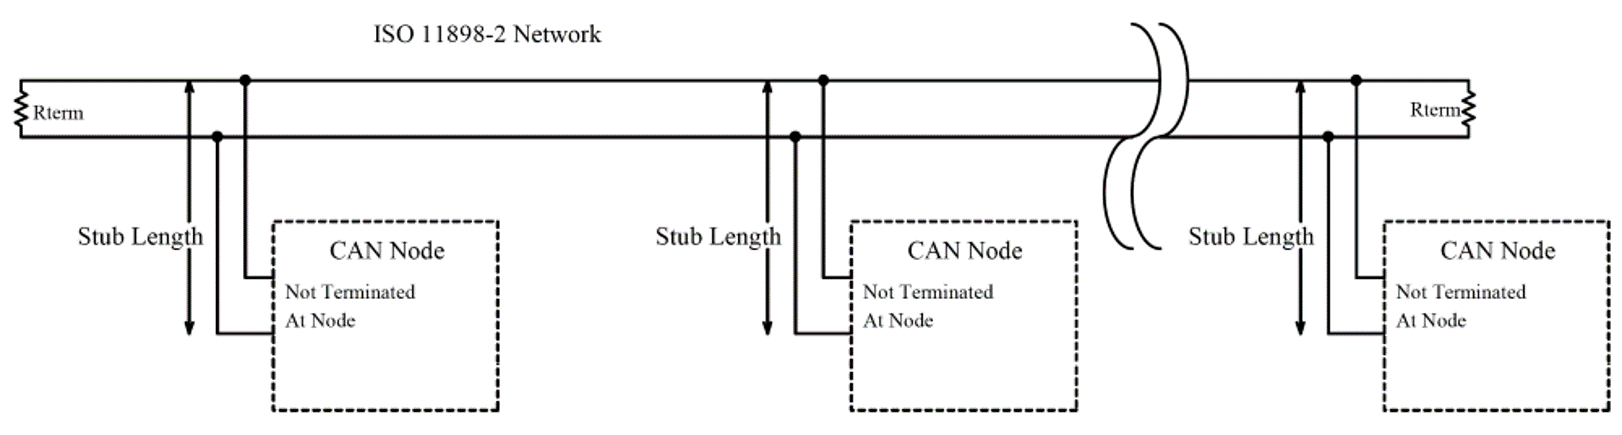 ISO 11898-2 Network
Rterm
Rterm
Stub Length
CAN Node
Not Terminated
At Node
Stub Length
CAN Node
Not Terminated
At Node
Stub Length
CAN Node
Not Terminated
At Node